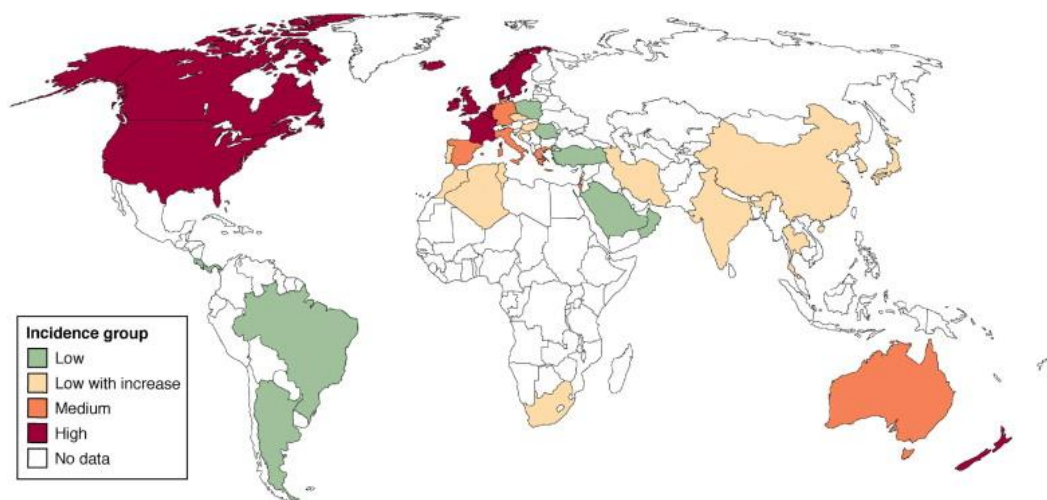 Incidence group
Low
Low with increase
Medium
High
No data